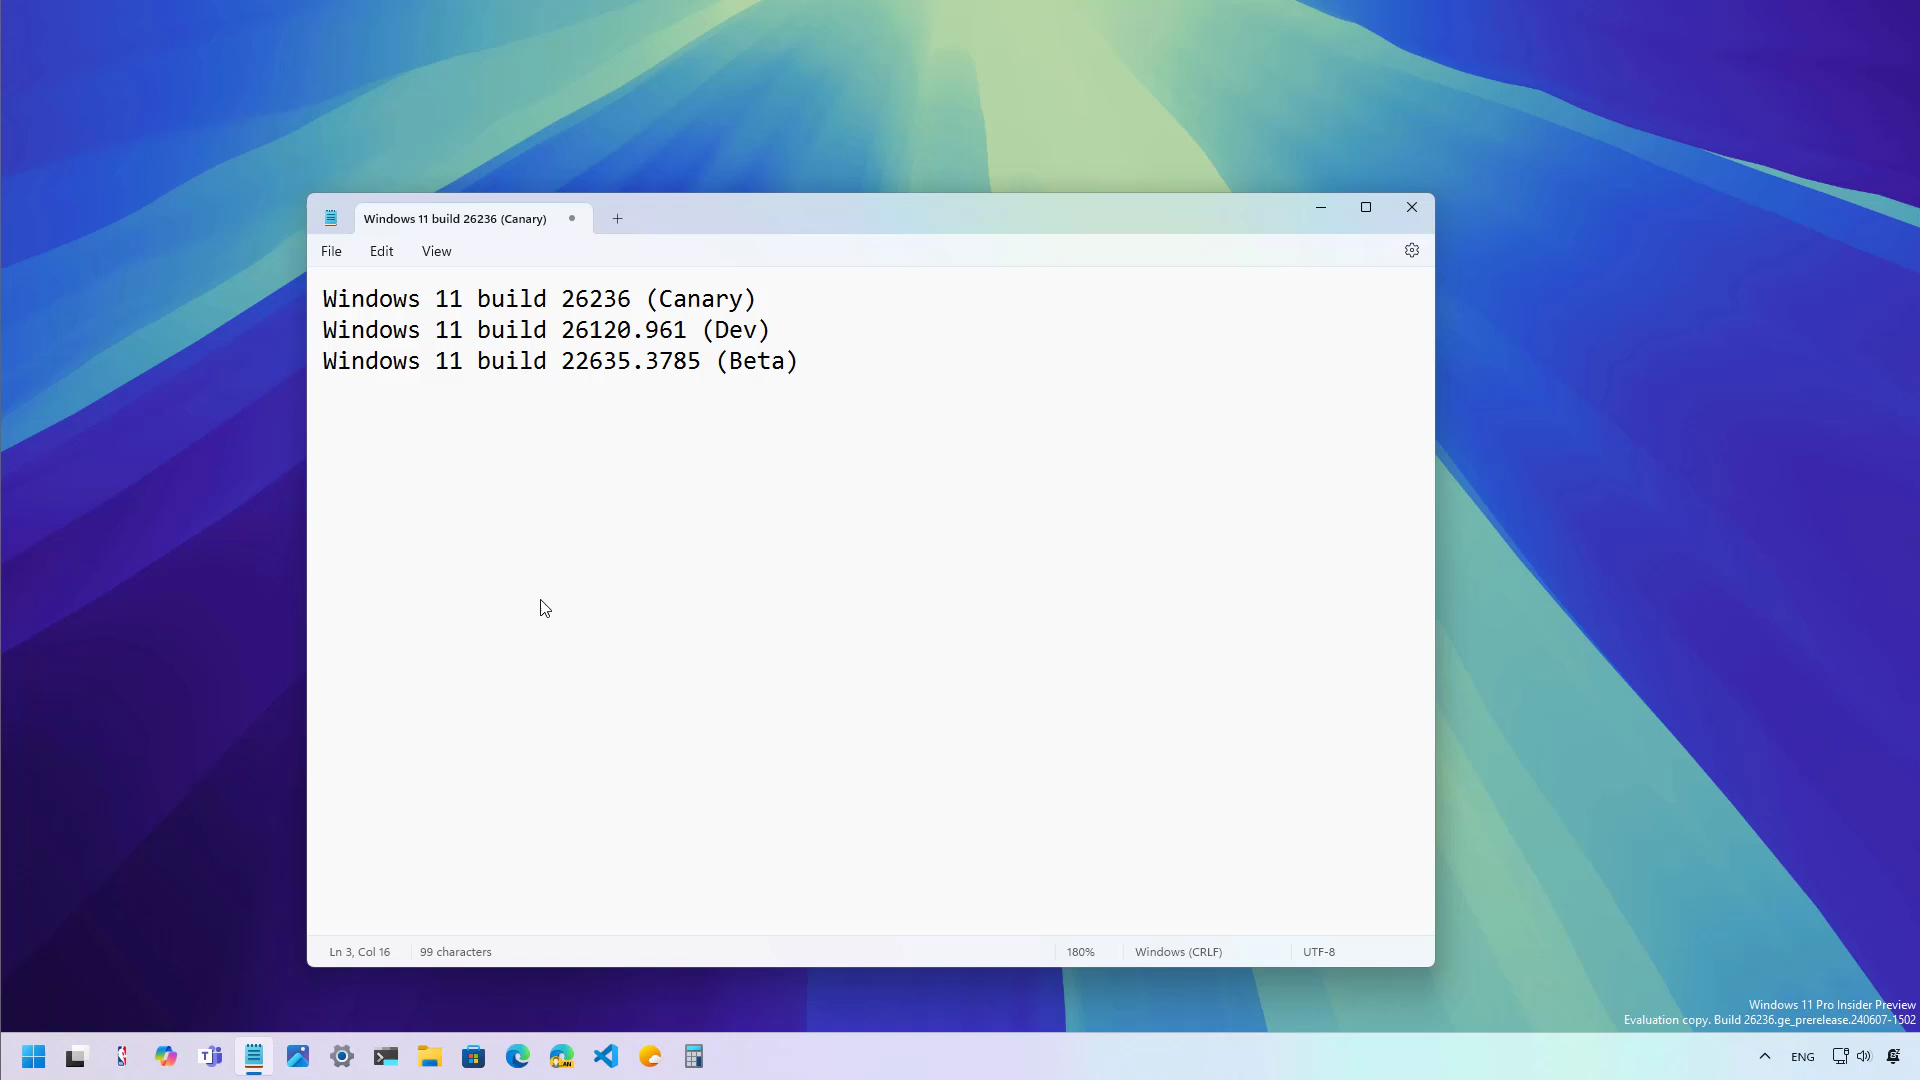 Windows 11 build 26236 (Canary)
File Edit View
Windows 11 build 26236 (Canary)
Windows 11 build 26120.961 (Dev)
Windows 11 build 22635.3785 (Beta)
Ln 3, Col 16 99 characters 180% Windows (CRLF) UTF-8
Windows 11 Pro Insider Preview
Evaluation copy. Build 26236.ge_prerelease.240607-1502
ENG